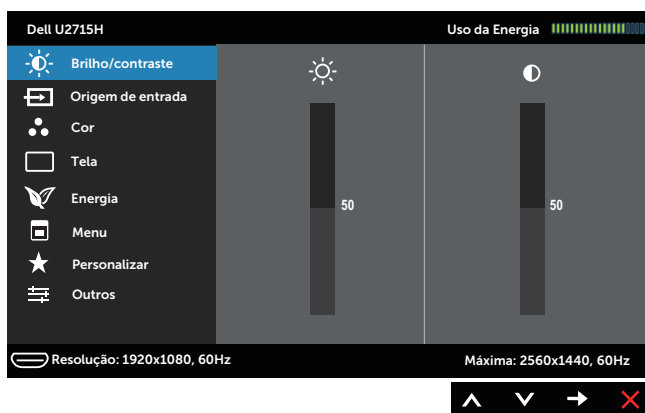 Dell U2715H
Uso da Energia
Brilho/contraste
Origem de entrada
Cor
Tela
Energia
Menu
Personalizar
Outros
50
50
Resolução: 1920x1080, 60Hz
Máxima: 2560x1440, 60Hz